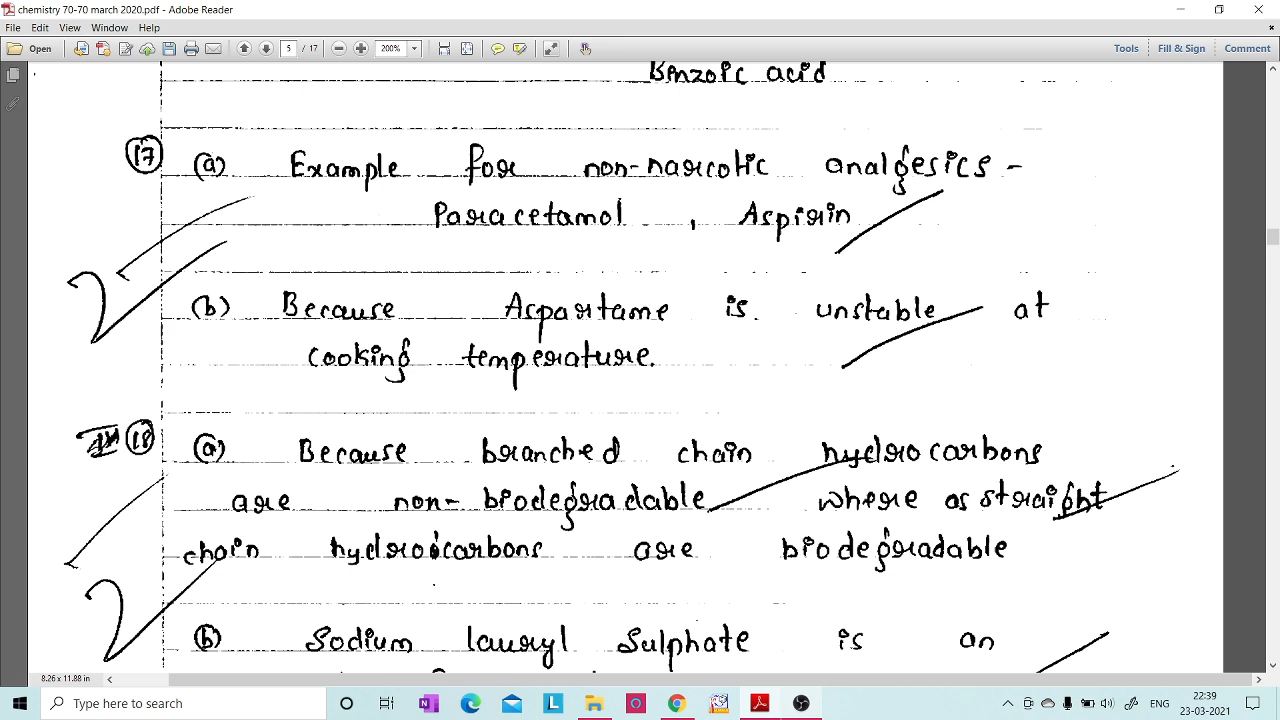 chemistry 70-70 march 2020.pdf - Adobe Reader
File Edit View Window Help
Open 5 / 17 200% Tools Fill & Sign Comment
Benzoic acid
17 (a) Example for non-narcotic analgesics -
Paracetamol , Aspirin
2
(b) Because Aspartame is unstable at
cooking temperature.
18 (a) Because branched chain hydrocarbons
are non-biodegradable where as straight
chain hydrocarbons are biodegradable
2
(b) Sodium lauryl Sulphate is an
8.26 x 11.88 in
Type here to search
ENG
22:39
23-03-2021